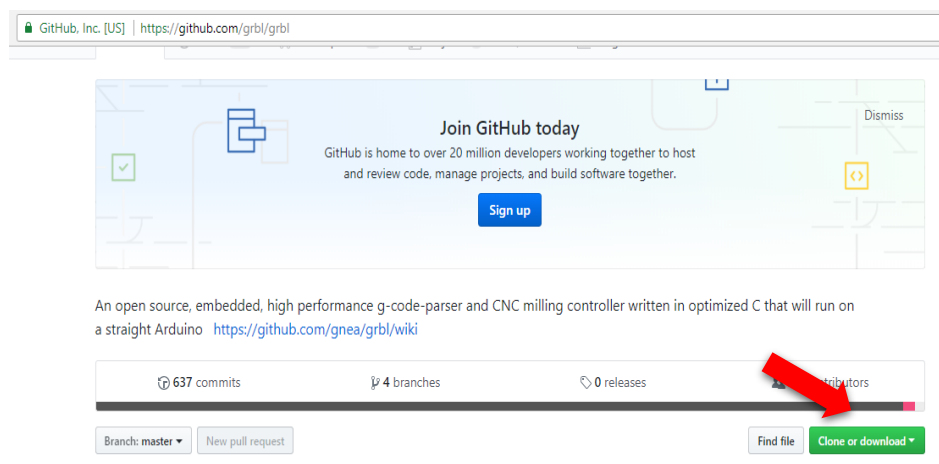 GitHub, Inc. [US] | https://github.com/grbl/grbl
Join GitHub today
Dismiss
GitHub is home to over 20 million developers working together to host
and review code, manage projects, and build software together.
Sign up
An open source, embedded, high performance g-code-parser and CNC milling controller written in optimized C that will run on
a straight Arduino https://github.com/gnea/grbl/wiki
637 commits 4 branches 0 releases
Branch: master New pull request Find file Clone or download